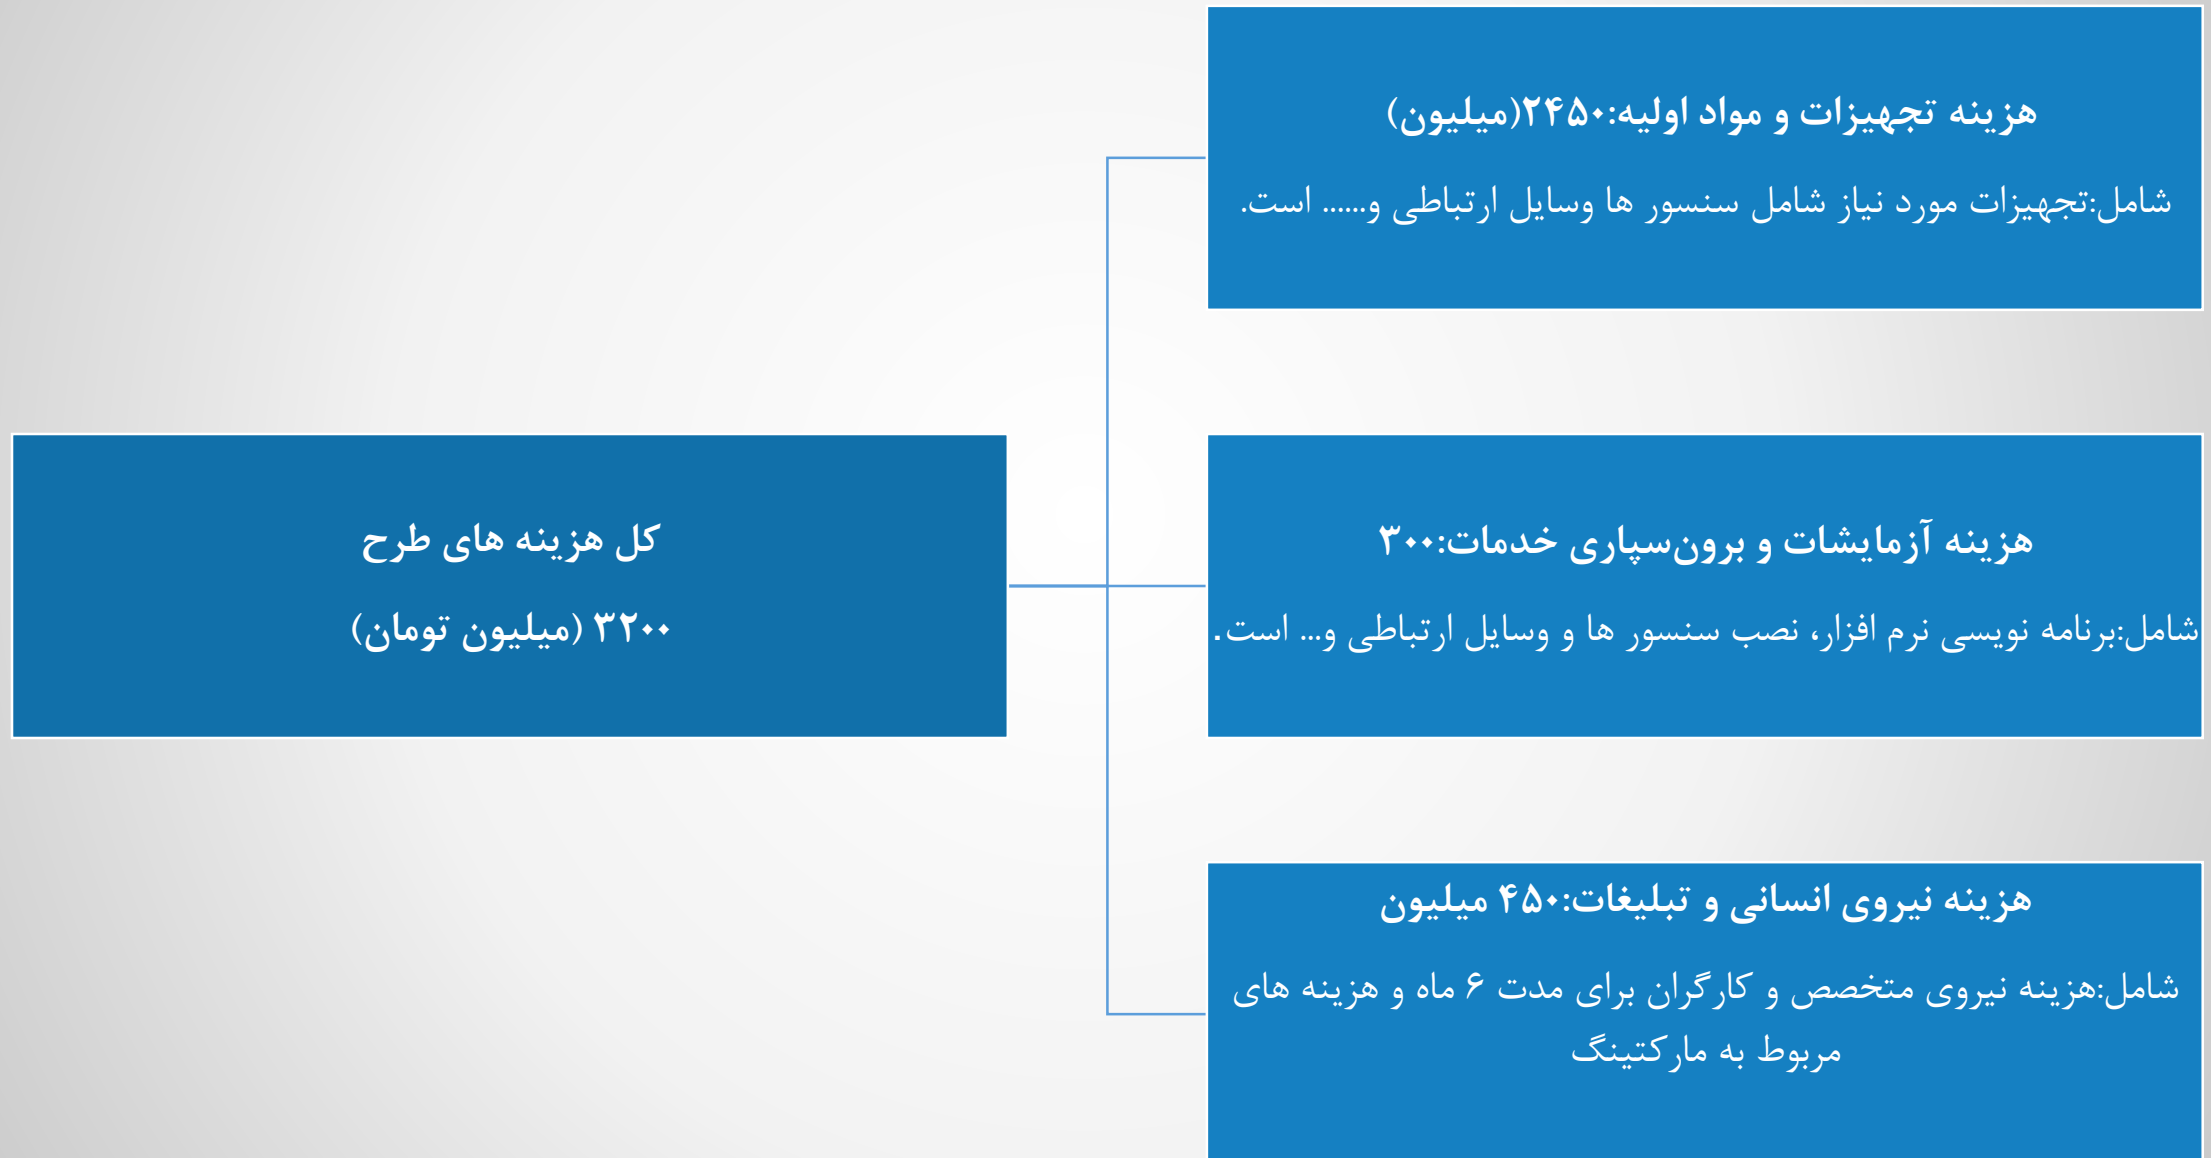 کل هزینه های طرح
۳۲۰۰ (میلیون تومان)
هزینه تجهیزات و مواد اولیه:۲۴۵۰(میلیون)
شامل:تجهیزات مورد نیاز شامل سنسور ها وسایل ارتباطی و...... است.
هزینه آزمایشات و برون‌سپاری خدمات:۳۰۰
شامل:برنامه نویسی نرم افزار، نصب سنسور ها و وسایل ارتباطی و... است.
هزینه نیروی انسانی و تبلیغات:۴۵۰ میلیون
شامل:هزینه نیروی متخصص و کارگران برای مدت ۶ ماه و هزینه های
مربوط به مارکتینگ